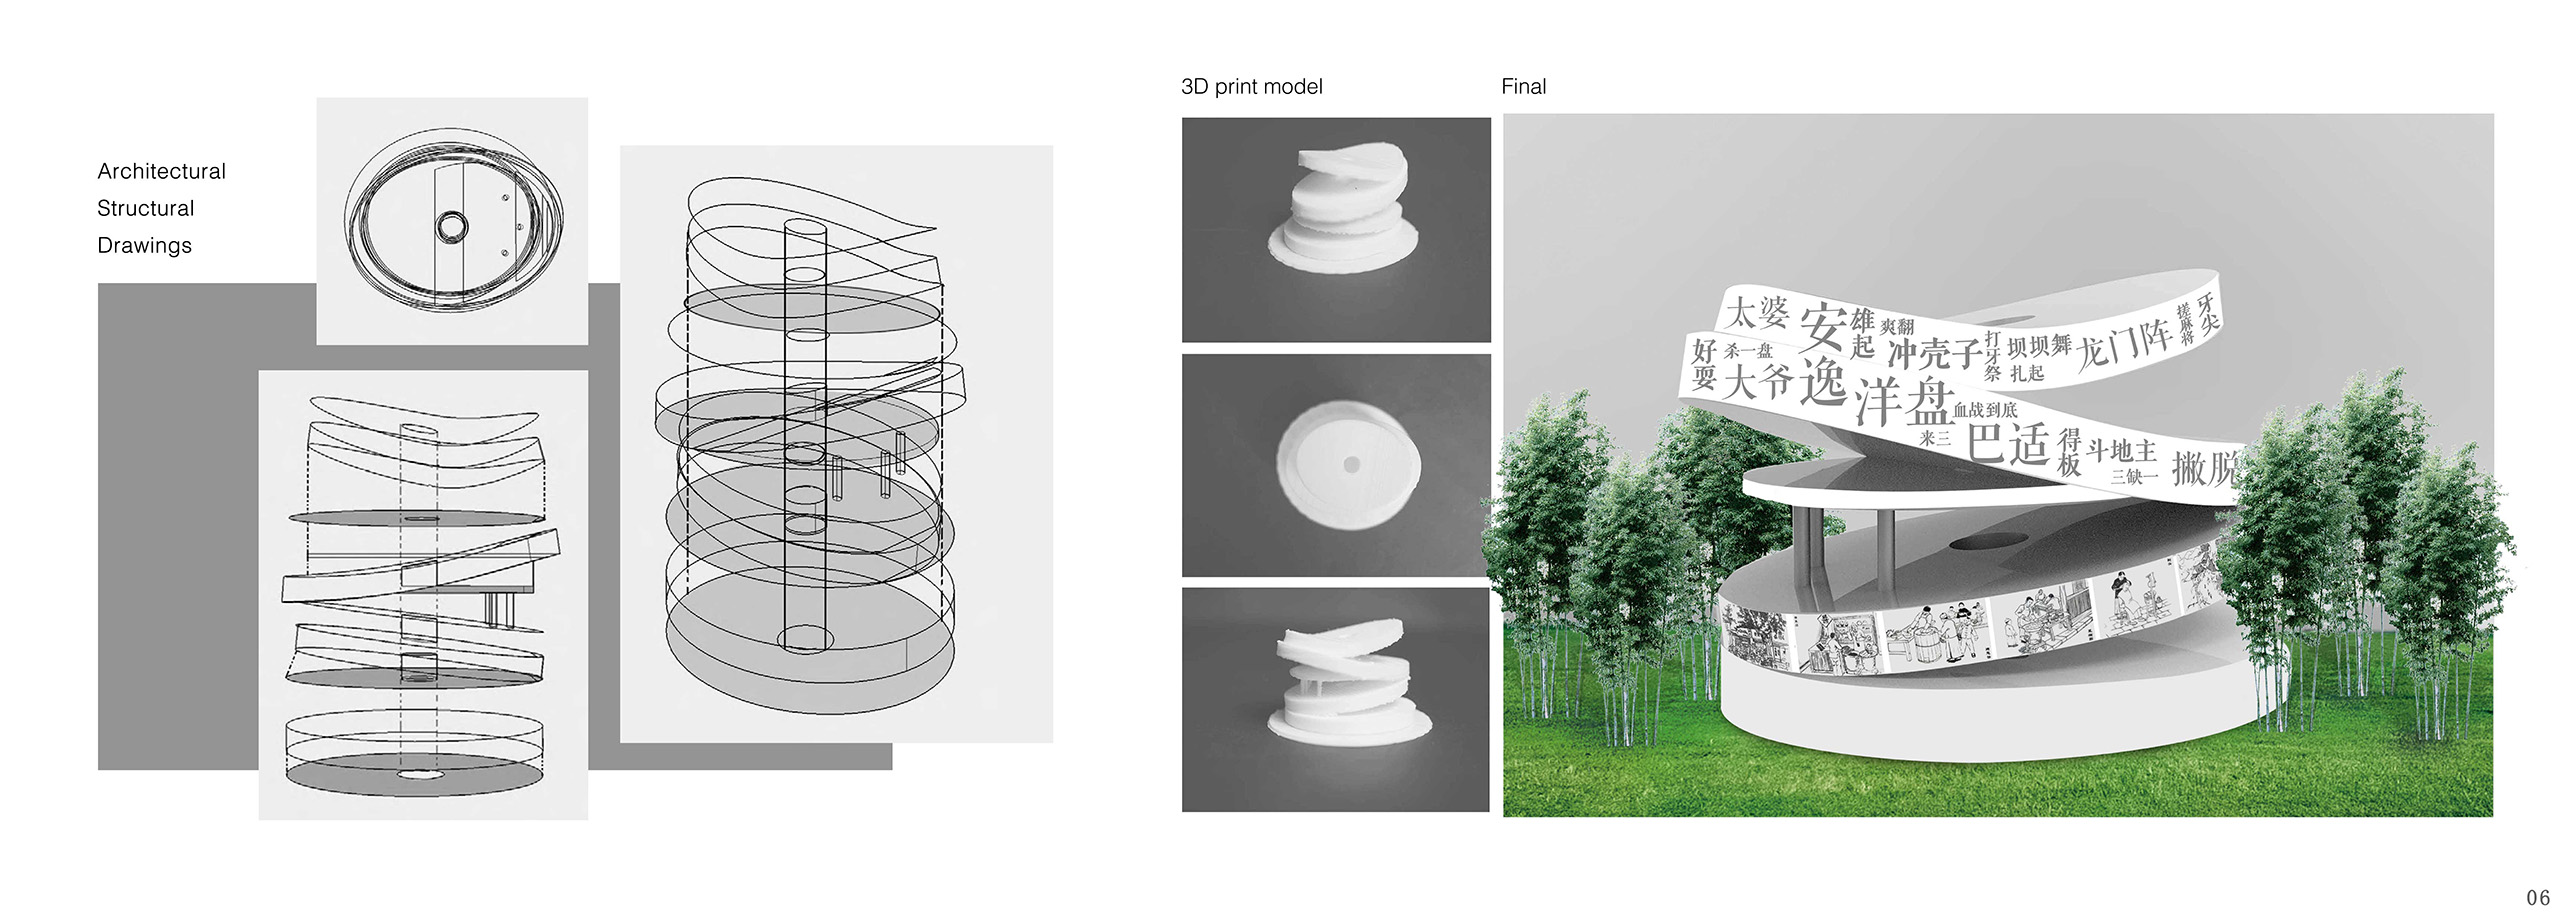 Architectural
Structural
Drawings
3D print model
Final
太婆
安逸
雄起
爽翻
冲壳子
打牙祭
坝坝舞
扎起
龙门阵
搓麻将
牙尖
好耍
杀一盘
大爷
洋盘
血战到底
来三
巴适
得板
斗地主
三缺一
撇脱
06